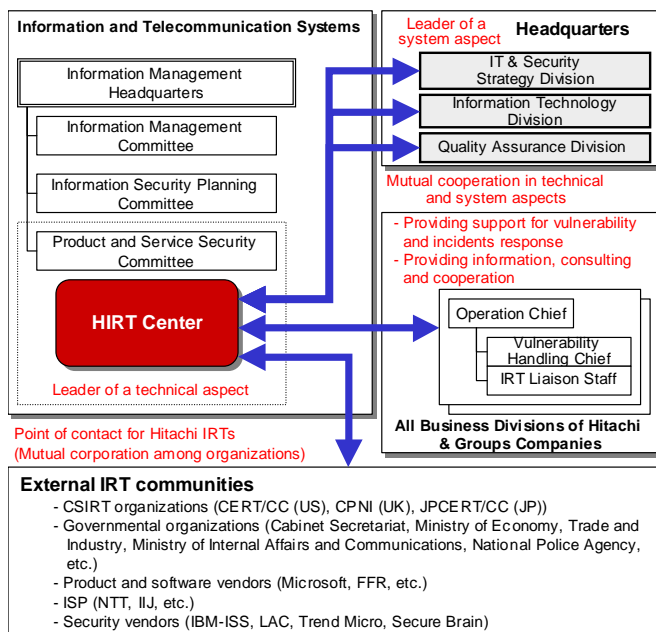 Information and Telecommunication Systems
Information Management
Headquarters
Information Management
Committee
Information Security Planning
Committee
Product and Service Security
Committee
HIRT Center
Leader of a technical aspect
Leader of a
system aspect
Headquarters
IT & Security
Strategy Division
Information Technology
Division
Quality Assurance Division
Mutual cooperation in technical
and system aspects
- Providing support for vulnerability
and incidents response
- Providing information, consulting
and cooperation
Operation Chief
Vulnerability
Handling Chief
IRT Liaison Staff
All Business Divisions of Hitachi
& Groups Companies
Point of contact for Hitachi IRTs
(Mutual corporation among organizations)
External IRT communities
- CSIRT organizations (CERT/CC (US), CPNI (UK), JPCERT/CC (JP))
- Governmental organizations (Cabinet Secretariat, Ministry of Economy, Trade and
Industry, Ministry of Internal Affairs and Communications, National Police Agency,
etc.)
- Product and software vendors (Microsoft, FFR, etc.)
- ISP (NTT, IIJ, etc.)
- Security vendors (IBM-ISS, LAC, Trend Micro, Secure Brain)